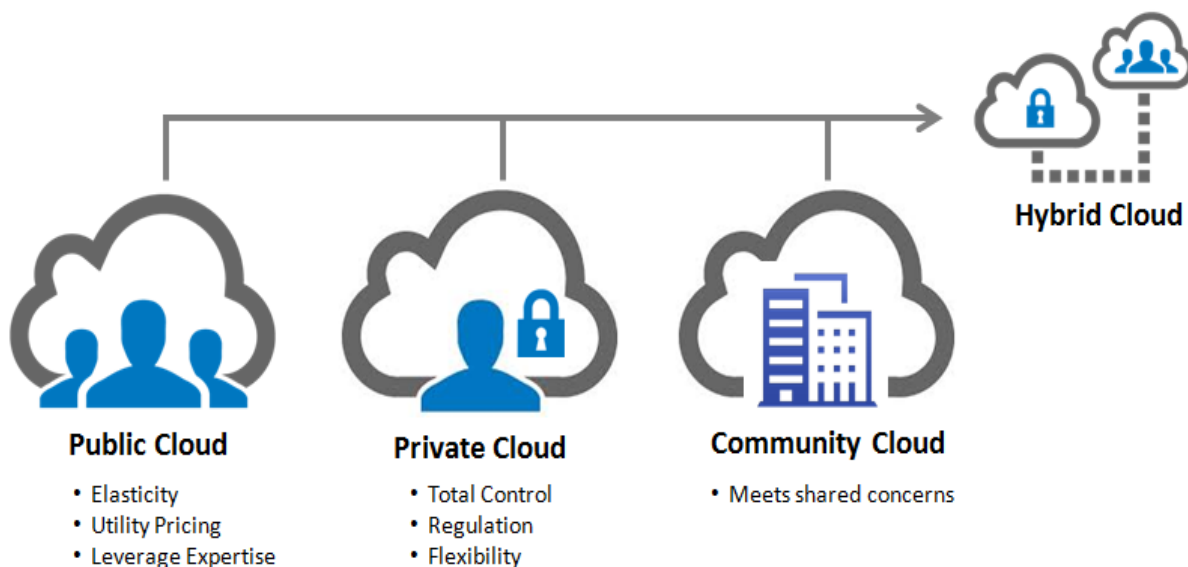 Hybrid Cloud
Public Cloud
• Elasticity
• Utility Pricing
• Leverage Expertise
Private Cloud
• Total Control
• Regulation
• Flexibility
Community Cloud
• Meets shared concerns